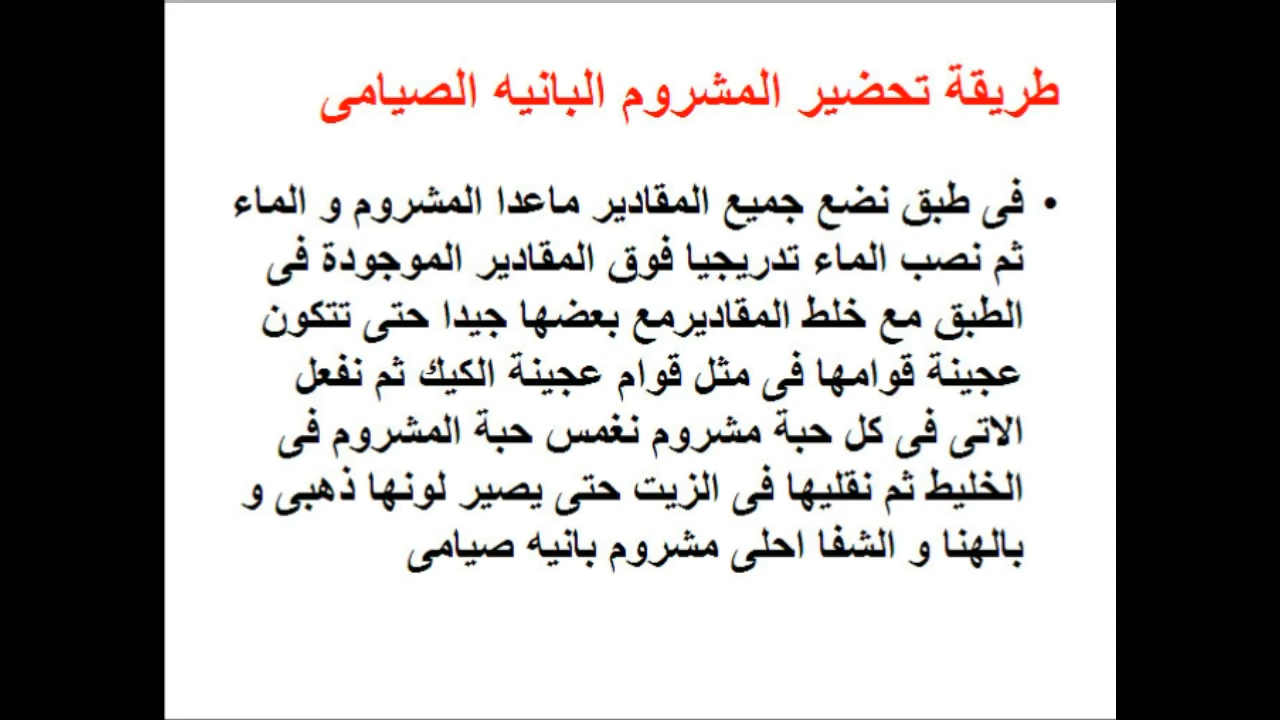 طريقة تحضير المشروم البانيه الصيامى
• فى طبق نضع جميع المقادير ماعدا المشروم و الماء
ثم نصب الماء تدريجيا فوق المقادير الموجودة فى
الطبق مع خلط المقاديرمع بعضها جيدا حتى تتكون
عجينة قوامها فى مثل قوام عجينة الكيك ثم نفعل
الاتى فى كل حبة مشروم نغمس حبة المشروم فى
الخليط ثم نقليها فى الزيت حتى يصير لونها ذهبى و
بالهنا و الشفا احلى مشروم بانيه صيامى